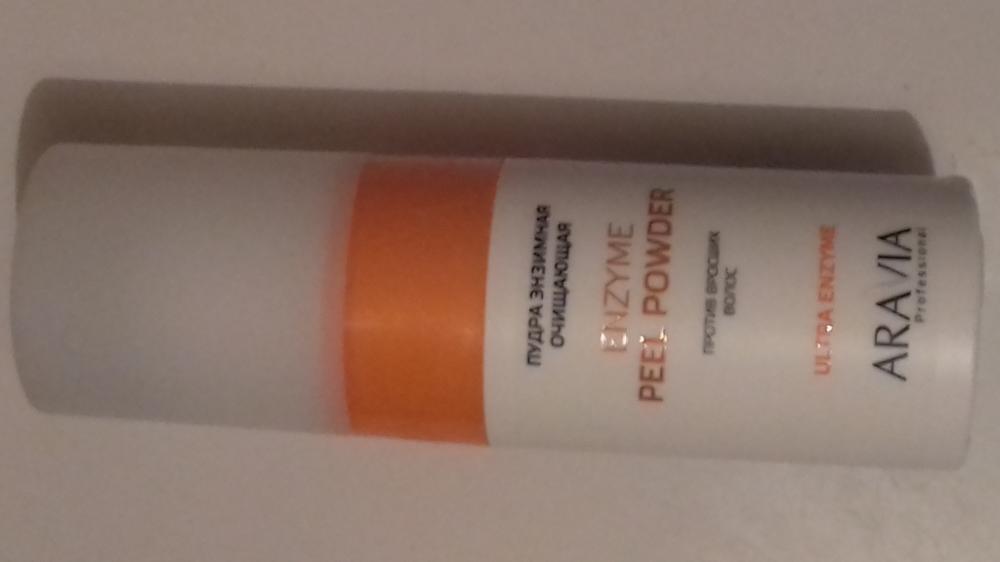 ПУДРА ЭНЗИМНАЯ
ОЧИЩАЮЩАЯ
ENZYME
PEEL POWDER
ПРОТИВ ВРОСШИХ
ВОЛОС
ULTRA ENZYME
ARAVIA
Professional